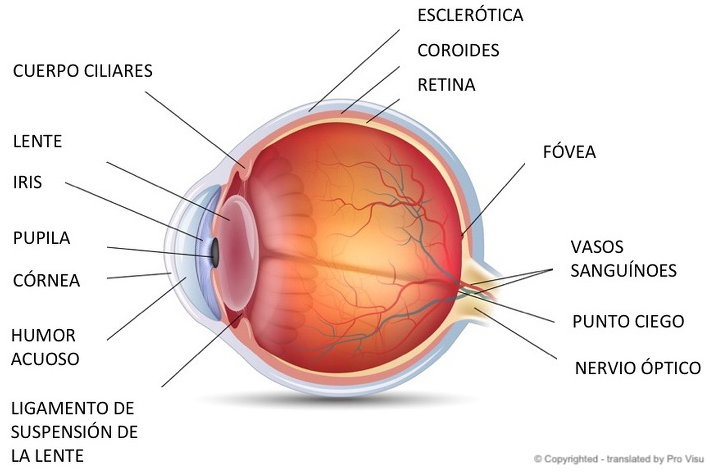 ESCLERÓTICA
COROIDES
RETINA
CUERPO CILIARES
LENTE
IRIS
PUPILA
CÓRNEA
HUMOR
ACUOSO
LIGAMENTO DE
SUSPENSIÓN DE
LA LENTE
FÓVEA
VASOS
SANGUÍNOES
PUNTO CIEGO
NERVIO ÓPTICO
© Copyrighted - translated by Pro Visu